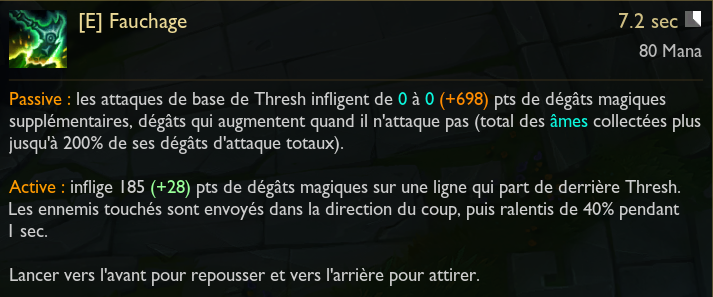 [E] Fauchage
7.2 sec
80 Mana
Passive : les attaques de base de Thresh infligent de 0 à 0 (+698) pts de dégâts magiques
supplémentaires, dégâts qui augmentent quand il n'attaque pas (total des âmes collectées plus
jusqu'à 200% de ses dégâts d'attaque totaux).
Active : inflige 185 (+28) pts de dégâts magiques sur une ligne qui part de derrière Thresh.
Les ennemis touchés sont envoyés dans la direction du coup, puis ralentis de 40% pendant
1 sec.
Lancer vers l'avant pour repousser et vers l'arrière pour attirer.